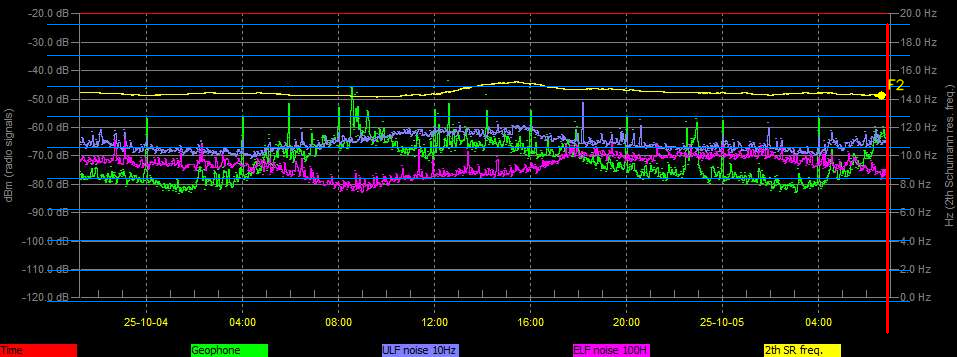 -20.0 dB 20.0 Hz
-30.0 dB 18.0 Hz
-40.0 dB 16.0 Hz
F2
-50.0 dB 14.0 Hz
-60.0 dB 12.0 Hz
-70.0 dB 10.0 Hz
-80.0 dB 8.0 Hz
-90.0 dB 6.0 Hz
-100.0 dB 4.0 Hz
-110.0 dB 2.0 Hz
-120.0 dB 0.0 Hz
dBm (radio signals)
Hz (2th Schumann res. freq.)
25-10-04 04:00 08:00 12:00 16:00 20:00 25-10-05 04:00
Time Geophone ULF noise 10Hz ELF noise 100H 2th SR freq.